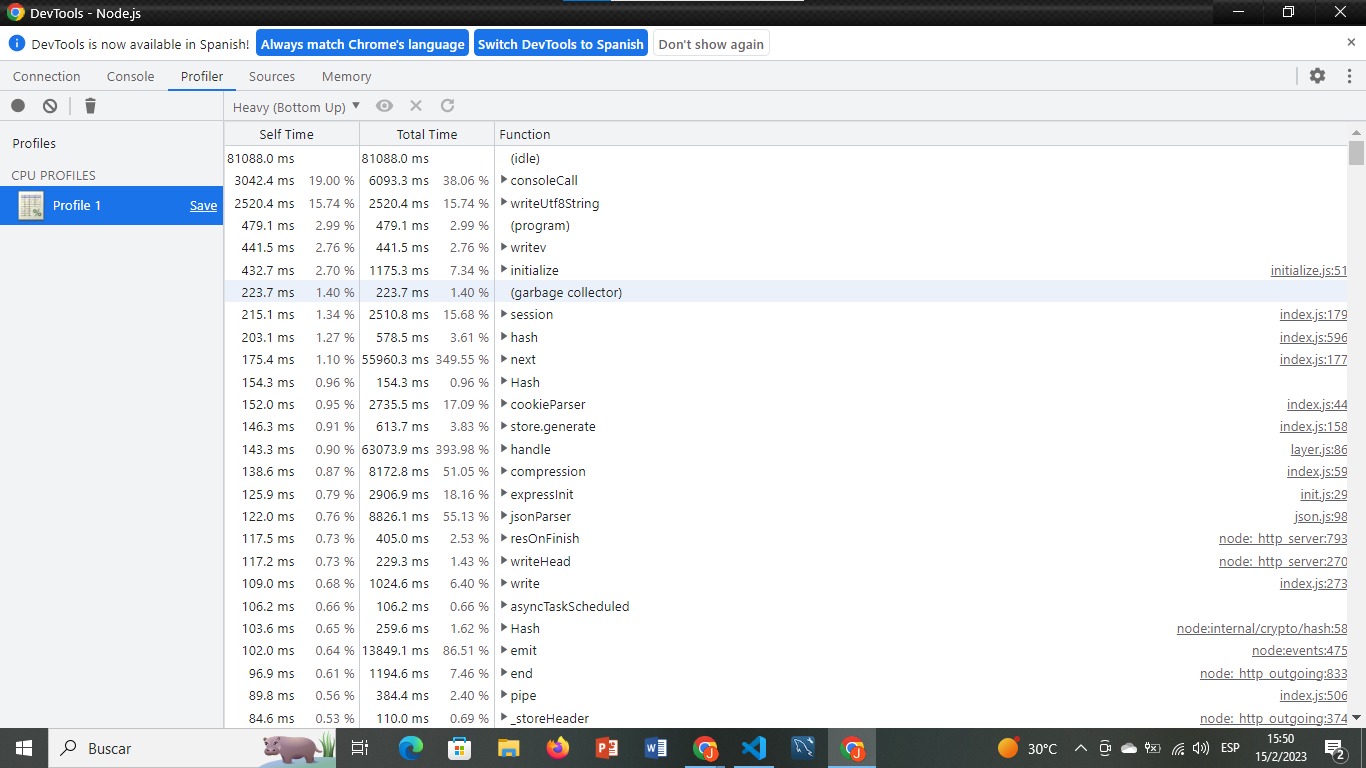 DevTools - Node.js
DevTools is now available in Spanish! Always match Chrome's language Switch DevTools to Spanish Don't show again
Connection Console Profiler Sources Memory
Heavy (Bottom Up)
Profiles
CPU PROFILES
Profile 1 Save
Self Time Total Time Function
81088.0 ms 81088.0 ms (idle)
3042.4 ms 19.00 % 6093.3 ms 38.06 % consoleCall
2520.4 ms 15.74 % 2520.4 ms 15.74 % writeUtf8String
479.1 ms 2.99 % 479.1 ms 2.99 % (program)
441.5 ms 2.76 % 441.5 ms 2.76 % writev
432.7 ms 2.70 % 1175.3 ms 7.34 % initialize initialize.js:51
223.7 ms 1.40 % 223.7 ms 1.40 % (garbage collector)
215.1 ms 1.34 % 2510.8 ms 15.68 % session index.js:179
203.1 ms 1.27 % 578.5 ms 3.61 % hash index.js:596
175.4 ms 1.10 % 55960.3 ms 349.55 % next index.js:177
154.3 ms 0.96 % 154.3 ms 0.96 % Hash
152.0 ms 0.95 % 2735.5 ms 17.09 % cookieParser index.js:44
146.3 ms 0.91 % 613.7 ms 3.83 % store.generate index.js:158
143.3 ms 0.90 % 63073.9 ms 393.98 % handle layer.js:86
138.6 ms 0.87 % 8172.8 ms 51.05 % compression index.js:59
125.9 ms 0.79 % 2906.9 ms 18.16 % expressInit init.js:29
122.0 ms 0.76 % 8826.1 ms 55.13 % jsonParser json.js:98
117.5 ms 0.73 % 405.0 ms 2.53 % resOnFinish node:_http_server:793
117.2 ms 0.73 % 229.3 ms 1.43 % writeHead node:_http_server:270
109.0 ms 0.68 % 1024.6 ms 6.40 % write index.js:273
106.2 ms 0.66 % 106.2 ms 0.66 % asyncTaskScheduled
103.6 ms 0.65 % 259.6 ms 1.62 % Hash node:internal/crypto/hash:58
102.0 ms 0.64 % 13849.1 ms 86.51 % emit node:events:475
96.9 ms 0.61 % 1194.6 ms 7.46 % end node:_http_outgoing:833
89.8 ms 0.56 % 384.4 ms 2.40 % pipe index.js:506
84.6 ms 0.53 % 110.0 ms 0.69 % _storeHeader node:_http_outgoing:374
Buscar 30°C ESP 15:50
15/2/2023 2